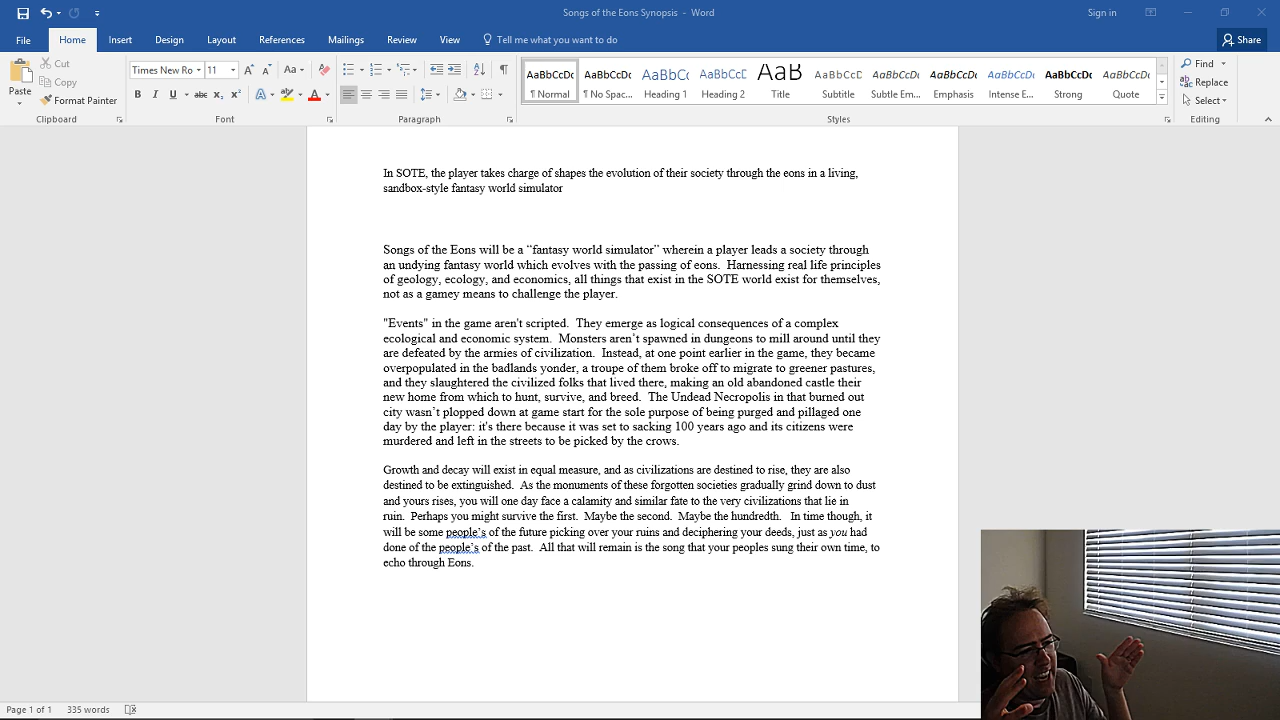 Songs of the Eons Synopsis - Word
Sign in
File Home Insert Design Layout References Mailings Review View Tell me what you want to do Share
Paste
Cut
Copy
Format Painter
Clipboard
Times New Ro 11
Font
Paragraph
AaBbCcDc AaBbCcDc AaBbCc AaBbCcD AaB AaBbCcD AaBbCcDc AaBbCcDc AaBbCcDc AaBbCcDc AaBbCcDc
¶ Normal ¶ No Spac... Heading 1 Heading 2 Title Subtitle Subtle Em... Emphasis Intense E... Strong Quote
Styles
Find
Replace
Select
Editing
In SOTE, the player takes charge of shapes the evolution of their society through the eons in a living,
sandbox-style fantasy world simulator
Songs of the Eons will be a “fantasy world simulator” wherein a player leads a society through
an undying fantasy world which evolves with the passing of eons. Harnessing real life principles
of geology, ecology, and economics, all things that exist in the SOTE world exist for themselves,
not as a gamey means to challenge the player.
"Events" in the game aren't scripted. They emerge as logical consequences of a complex
ecological and economic system. Monsters aren’t spawned in dungeons to mill around until they
are defeated by the armies of civilization. Instead, at one point earlier in the game, they became
overpopulated in the badlands yonder, a troupe of them broke off to migrate to greener pastures,
and they slaughtered the civilized folks that lived there, making an old abandoned castle their
new home from which to hunt, survive, and breed. The Undead Necropolis in that burned out
city wasn’t plopped down at game start for the sole purpose of being purged and pillaged one
day by the player: it's there because it was set to sacking 100 years ago and its citizens were
murdered and left in the streets to be picked by the crows.
Growth and decay will exist in equal measure, and as civilizations are destined to rise, they are also
destined to be extinguished. As the monuments of these forgotten societies gradually grind down to dust
and yours rises, you will one day face a calamity and similar fate to the very civilizations that lie in
ruin. Perhaps you might survive the first. Maybe the second. Maybe the hundredth. In time though, it
will be some people’s of the future picking over your ruins and deciphering your deeds, just as you had
done of the people’s of the past. All that will remain is the song that your peoples sung their own time, to
echo through Eons.
Page 1 of 1 335 words